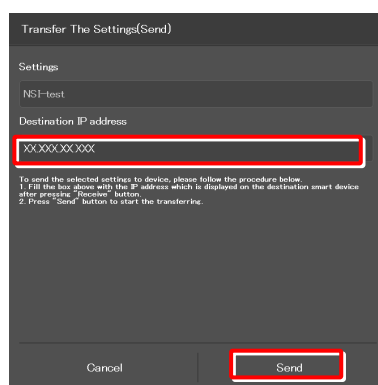 Transfer The Settings(Send)
Settings
NSI-test
Destination IP address
XX.XXX.XX.XXX
To send the selected settings to device, please follow the procedure below.
1. Fill the box above with the IP address which is displayed on the destination smart device
after pressing "Receive" button.
2. Press "Send" button to start the transferring.
Cancel
Send